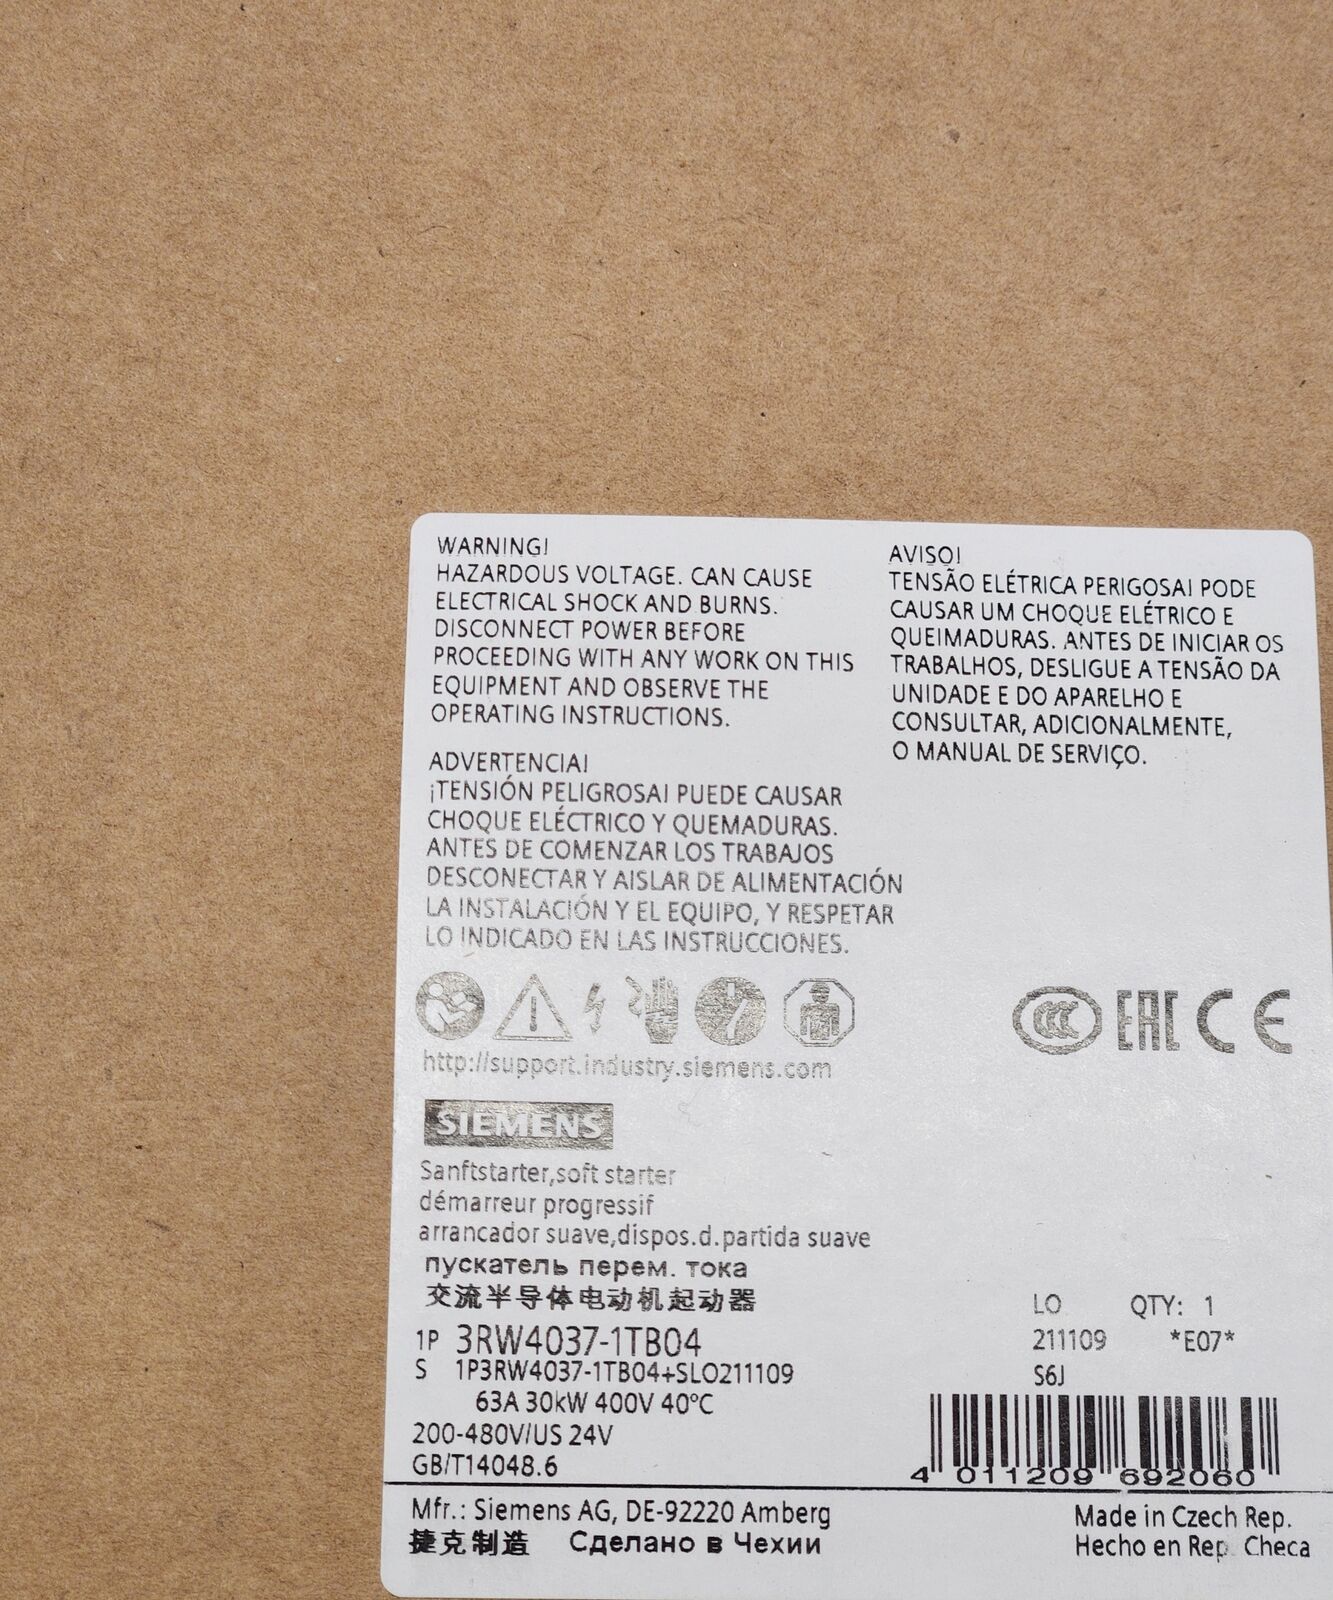 WARNING!
HAZARDOUS VOLTAGE. CAN CAUSE
ELECTRICAL SHOCK AND BURNS.
DISCONNECT POWER BEFORE
PROCEEDING WITH ANY WORK ON THIS
EQUIPMENT AND OBSERVE THE
OPERATING INSTRUCTIONS.
ADVERTENCIA!
¡TENSIÓN PELIGROSA! PUEDE CAUSAR
CHOQUE ELÉCTRICO Y QUEMADURAS.
ANTES DE COMENZAR LOS TRABAJOS
DESCONECTAR Y AISLAR DE ALIMENTACIÓN
LA INSTALACIÓN Y EL EQUIPO, Y RESPETAR
LO INDICADO EN LAS INSTRUCCIONES.
AVISO!
TENSÃO ELÉTRICA PERIGOSA! PODE
CAUSAR UM CHOQUE ELÉTRICO E
QUEIMADURAS. ANTES DE INICIAR OS
TRABALHOS, DESLIGUE A TENSÃO DA
UNIDADE E DO APARELHO E
CONSULTAR, ADICIONALMENTE,
O MANUAL DE SERVIÇO.
CCC EAC CE
http://support.industry.siemens.com
SIEMENS
Sanftstarter,soft starter
démarreur progressif
arrancador suave,dispos.d.partida suave
пускатель перем. тока
交流半导体电动机起动器
1P 3RW4037-1TB04
S 1P3RW4037-1TB04+SLO211109
63A 30kW 400V 40°C
200-480V/US 24V
GB/T14048.6
LO QTY: 1
211109 *E07*
S6J
4 011209 692060
Mfr.: Siemens AG, DE-92220 Amberg
捷克制造 Сделано в Чехии
Made in Czech Rep.
Hecho en Rep. Checa